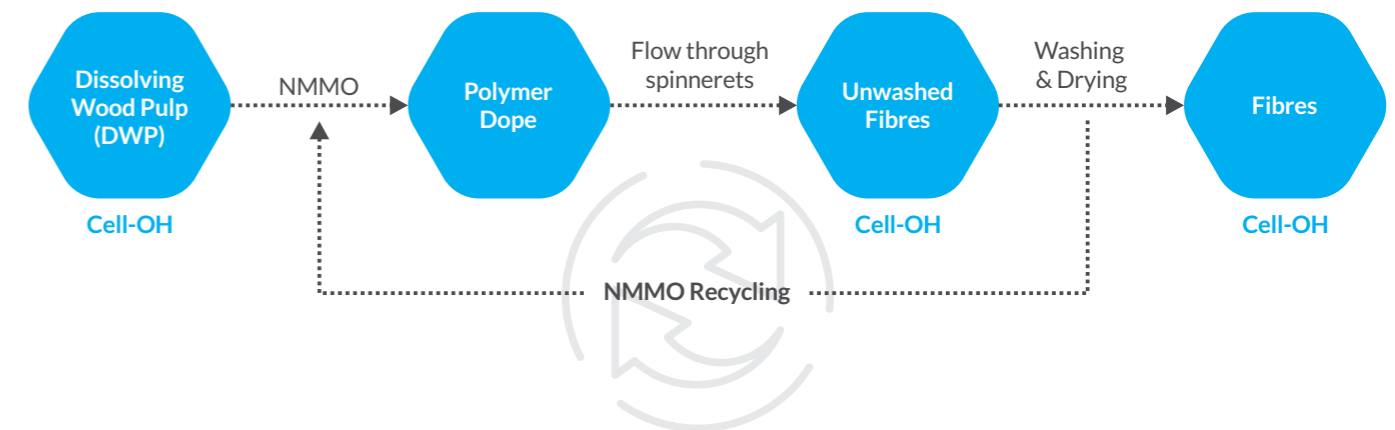 Dissolving
Wood Pulp
(DWP)
Cell-OH
NMMO
Polymer
Dope
Flow through
spinnerets
Unwashed
Fibres
Cell-OH
Washing
& Drying
Fibres
Cell-OH
NMMO Recycling